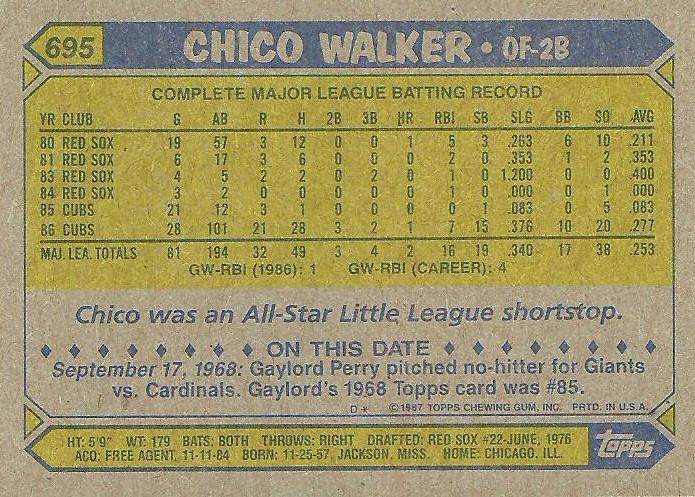 695 CHICO WALKER • OF-2B
COMPLETE MAJOR LEAGUE BATTING RECORD
YR CLUB G AB R H 2B 3B HR RBI SB SLG BB SO AVG
80 RED SOX 19 57 3 12 0 0 1 5 3 .263 6 10 .211
81 RED SOX 6 17 3 6 0 0 0 2 0 .353 1 2 .353
83 RED SOX 4 5 2 2 0 2 0 1 0 1.200 0 0 .400
84 RED SOX 3 2 0 0 0 0 0 1 0 .000 0 1 .000
85 CUBS 21 12 3 1 0 0 0 0 1 .083 0 5 .083
86 CUBS 28 101 21 28 3 2 1 7 15 .376 10 20 .277
MAJ. LEA. TOTALS 81 194 32 49 3 4 2 16 19 .340 17 38 .253
GW-RBI (1986): 1 GW-RBI (CAREER): 4
Chico was an All-Star Little League shortstop.
ON THIS DATE
September 17, 1968: Gaylord Perry pitched no-hitter for Giants
vs. Cardinals. Gaylord's 1968 Topps card was #85.
D* ©1987 TOPPS CHEWING GUM, INC. PRTD. IN U.S.A.
HT: 5'9" WT: 179 BATS: BOTH THROWS: RIGHT DRAFTED: RED SOX #22-JUNE, 1976
ACQ: FREE AGENT, 11-11-84 BORN: 11-25-57, JACKSON, MISS. HOME: CHICAGO, ILL.
Topps